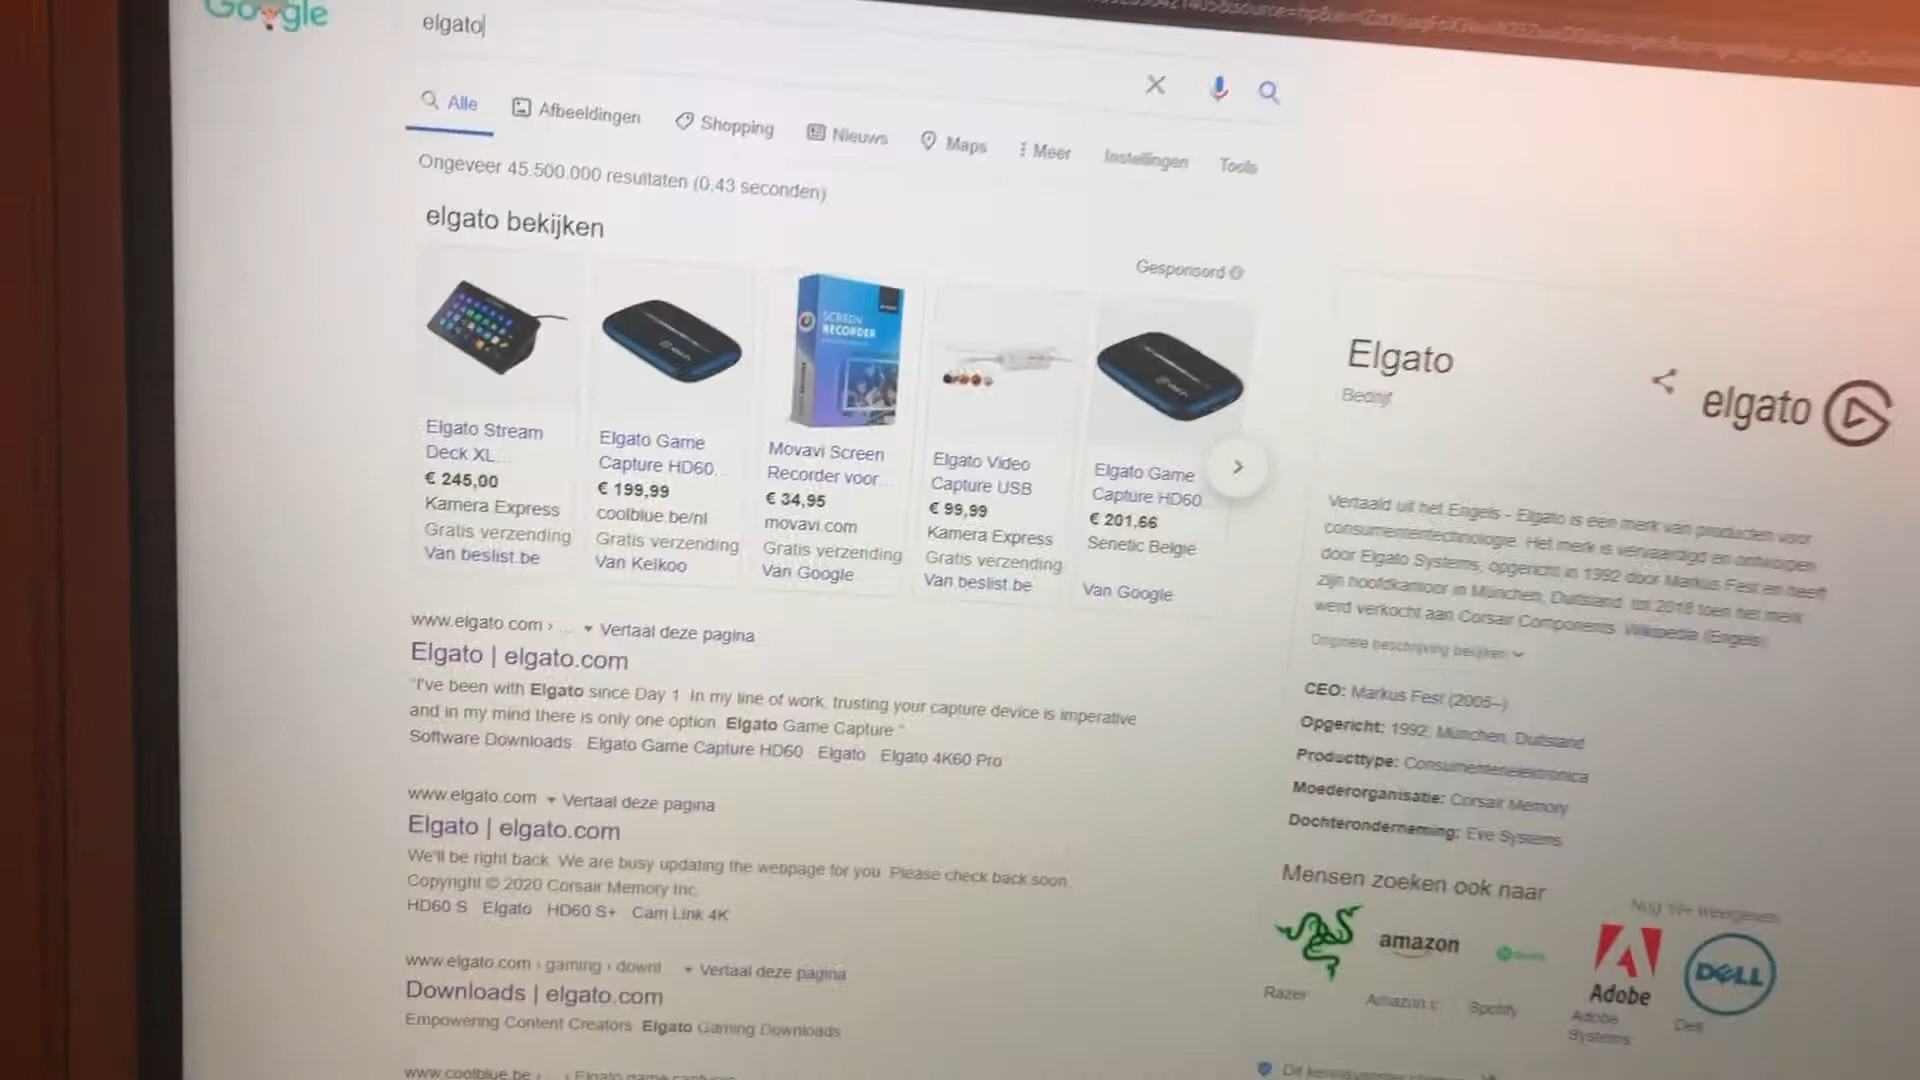 Google
elgato
Alle
Afbeeldingen
Shopping
Nieuws
Maps
Meer
Instellingen
Tools
Ongeveer 45.500.000 resultaten (0,43 seconden)
elgato bekijken
Gesponsord
SCREEN
RECORDER
Elgato Stream
Deck XL...
€ 245,00
Kamera Express
Gratis verzending
Van beslist.be
Elgato Game
Capture HD60...
€ 199,99
coolblue.be/nl
Gratis verzending
Van Kelkoo
Movavi Screen
Recorder voor...
€ 34,95
movavi.com
Gratis verzending
Van Google
Elgato Video
Capture USB
€ 99,99
Kamera Express
Gratis verzending
Van beslist.be
Elgato Game
Capture HD60
€ 201,66
Senetic België
Van Google
www.elgato.com › ... Vertaal deze pagina
Elgato | elgato.com
"I've been with Elgato since Day 1. In my line of work, trusting your capture device is imperative
and in my mind there is only one option. Elgato Game Capture."
Software Downloads · Elgato Game Capture HD60 · Elgato · Elgato 4K60 Pro
www.elgato.com Vertaal deze pagina
Elgato | elgato.com
We'll be right back. We are busy updating the webpage for you. Please check back soon.
Copyright © 2020 Corsair Memory Inc.
HD60 S · Elgato · HD60 S+ · Cam Link 4K
www.elgato.com › gaming › downl... Vertaal deze pagina
Downloads | elgato.com
Empowering Content Creators. Elgato Gaming Downloads.
www.coolblue.be › ... › Elgato game captures
Elgato
Bedrijf
elgato
Vertaald uit het Engels - Elgato is een merk van producten voor
consumententechnologie. Het merk is vervaardigd en ontworpen
door Elgato Systems, opgericht in 1992 door Markus Fest en heeft
zijn hoofdkantoor in München, Duitsland, tot 2018 toen het merk
werd verkocht aan Corsair Components. Wikipedia (Engels)
Originele beschrijving bekijken
CEO: Markus Fest (2005–)
Opgericht: 1992, München, Duitsland
Producttype: Consumentenelektronica
Moederorganisatie: Corsair Memory
Dochteronderneming: Eve Systems
Mensen zoeken ook naar
weergeven
amazon
Adobe
DELL
Razer
Amazon.c
Spotify
Adobe
Systems
Dell